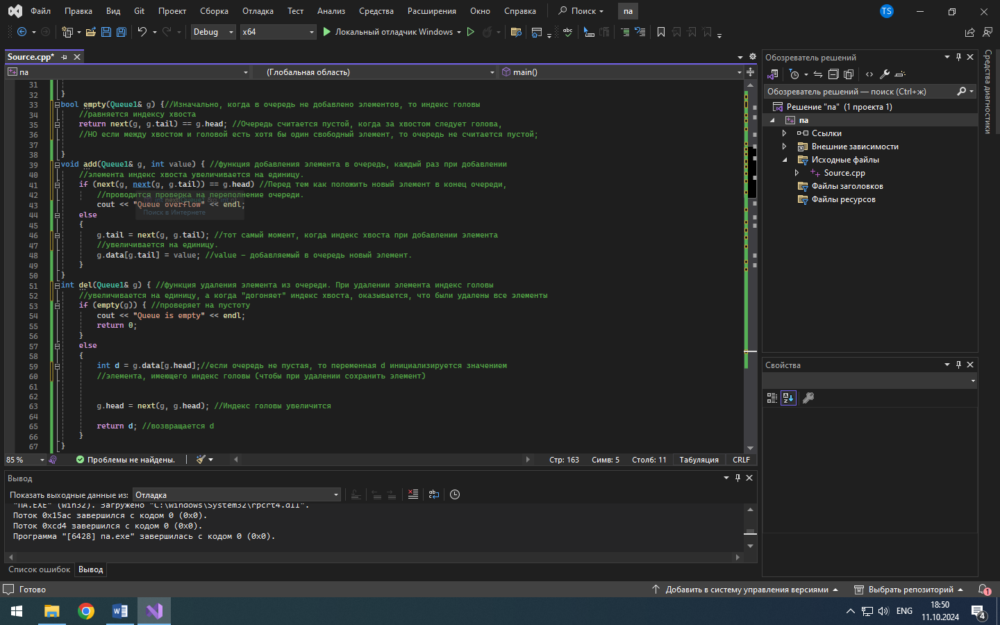 Файл Правка Вид Git Проект Сборка Отладка Тест Анализ Средства Расширения Окно Справка Поиск па TS
Debug x64 Локальный отладчик Windows
Source.cpp*
па (Глобальная область) main()
31
32 }
33 bool empty(Queue1& g) {//Изначально, когда в очередь не добавлено элементов, то индекс головы
34 //равняется индексу хвоста
35 return next(g, g.tail) == g.head; //Очередь считается пустой, когда за хвостом следует голова,
36 //НО если между хвостом и головой есть хотя бы один свободный элемент, то очередь не считается пустой;
37
38 }
39 void add(Queue1& g, int value) { //функция добавления элемента в очередь, каждый раз при добавлении
40 //элемента индекс хвоста увеличивается на единицу.
41 if (next(g, next(g, g.tail)) == g.head) //Перед тем как положить новый элемент в конец очереди,
42 //проводится проверка на переполнение очереди.
43 cout << "Queue overflow" << endl;
Поиск в Интернете
44 else
45 {
46 g.tail = next(g, g.tail); //тот самый момент, когда индекс хвоста при добавлении элемента
47 //увеличивается на единицу.
48 g.data[g.tail] = value; //value - добавляемый в очередь новый элемент.
49 }
50 }
51 int del(Queue1& g) { //функция удаления элемента из очереди. При удалении элемента индекс головы
52 //увеличивается на единицу, а когда "догоняет" индекс хвоста, оказывается, что были удалены все элементы
53 if (empty(g)) { //проверяет на пустоту
54 cout << "Queue is empty" << endl;
55 return 0;
56 }
57 else
58 {
59 int d = g.data[g.head];//если очередь не пустая, то переменная d инициализируется значением
60 //элемента, имеющего индекс головы (чтобы при удалении сохранить элемент)
61
62
63 g.head = next(g, g.head); //Индекс головы увеличится
64
65 return d; //возвращается d
66 }
67 }
85 % Проблемы не найдены. Стр: 163 Симв: 5 Столб: 11 Табуляция CRLF
Вывод
Показать выходные данные из: Отладка
"ПА.EXE" (Win32). Загружено "C:\Windows\System32\rpcrt4.dll".
Поток 0x15ac завершился с кодом 0 (0x0).
Поток 0xcd4 завершился с кодом 0 (0x0).
Программа "[6428] па.exe" завершилась с кодом 0 (0x0).
Список ошибок Вывод
Обозреватель решений
Обозреватель решений — поиск (Ctrl+ж)
Решение "па" (1 проекта 1)
па
Ссылки
Внешние зависимости
Исходные файлы
Source.cpp
Файлы заголовков
Файлы ресурсов
Свойства
Средства диагностики
Готово Добавить в систему управления версиями Выбрать репозиторий 1
ENG 18:50 11.10.2024 4